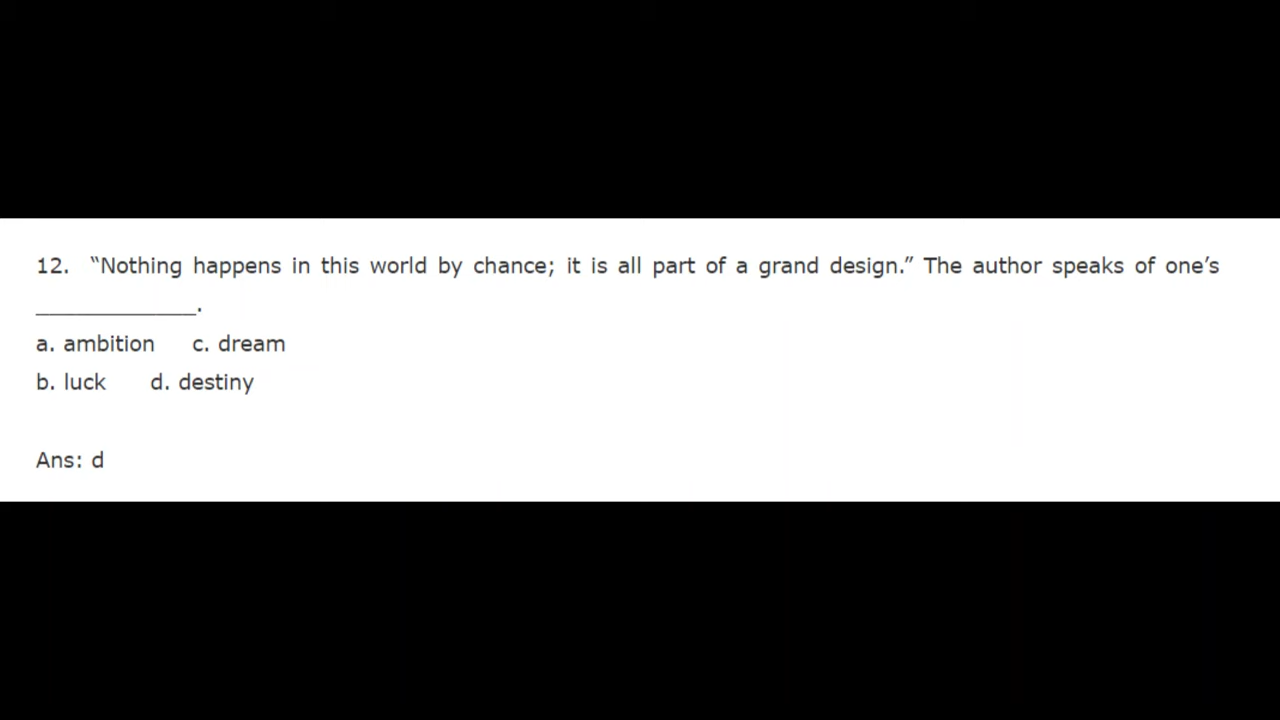 12. “Nothing happens in this world by chance; it is all part of a grand design.” The author speaks of one’s
______________.
a. ambition c. dream
b. luck d. destiny
Ans: d